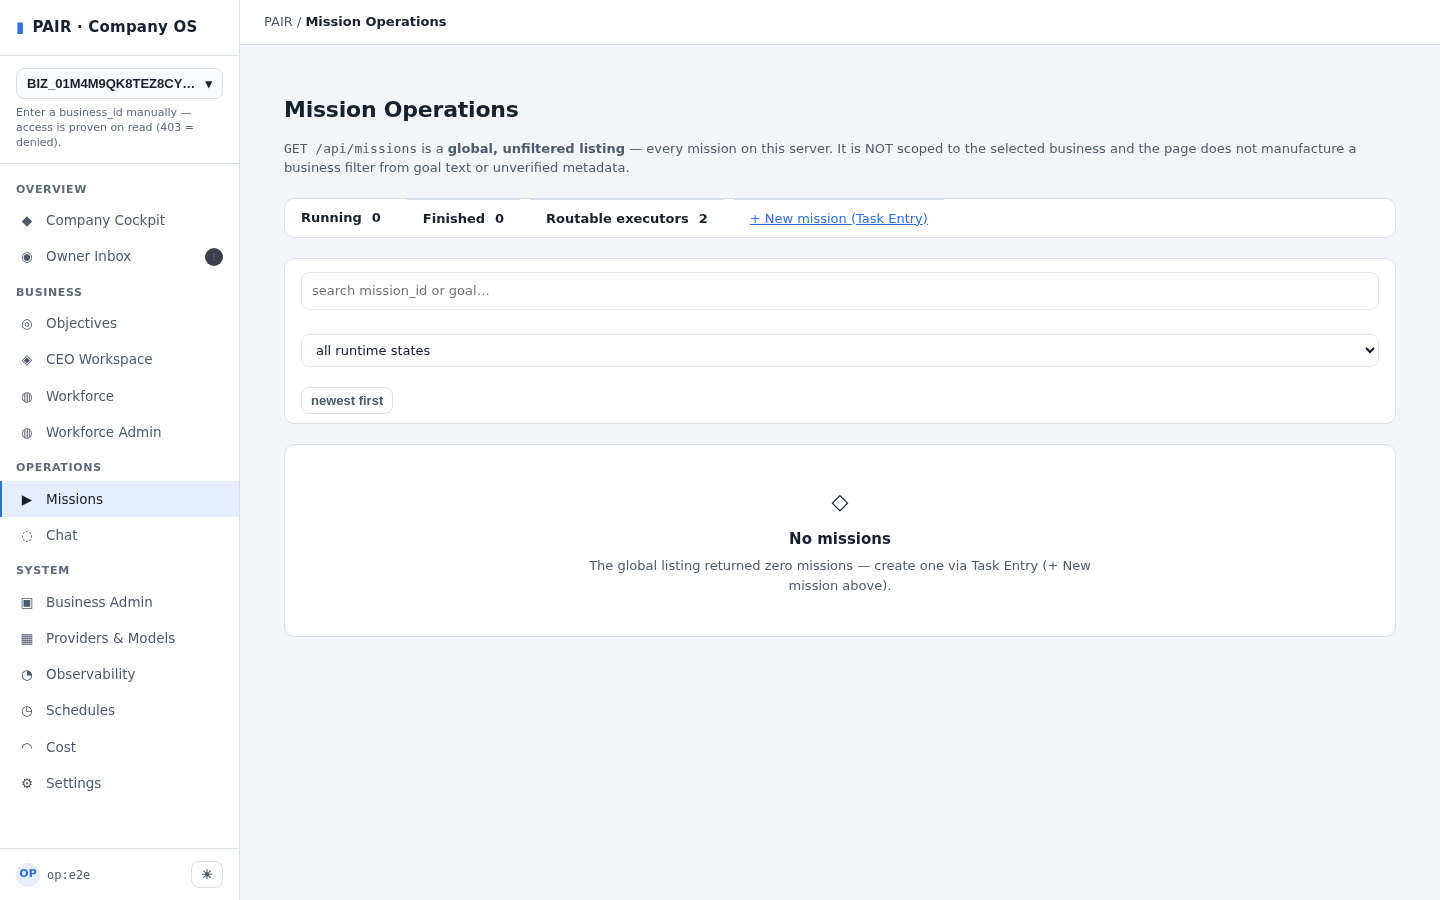 PAIR · Company OS
BIZ_01M4M9QK8TEZ8CY… ▾
Enter a business_id manually —
access is proven on read (403 =
denied).
OVERVIEW
Company Cockpit
Owner Inbox
BUSINESS
Objectives
CEO Workspace
Workforce
Workforce Admin
OPERATIONS
Missions
Chat
SYSTEM
Business Admin
Providers & Models
Observability
Schedules
Cost
Settings
OP op:e2e
PAIR / Mission Operations
Mission Operations
GET /api/missions is a global, unfiltered listing — every mission on this server. It is NOT scoped to the selected business and the page does not manufacture a
business filter from goal text or unverified metadata.
Running 0 Finished 0 Routable executors 2 + New mission (Task Entry)
search mission_id or goal…
all runtime states
newest first
No missions
The global listing returned zero missions — create one via Task Entry (+ New
mission above).